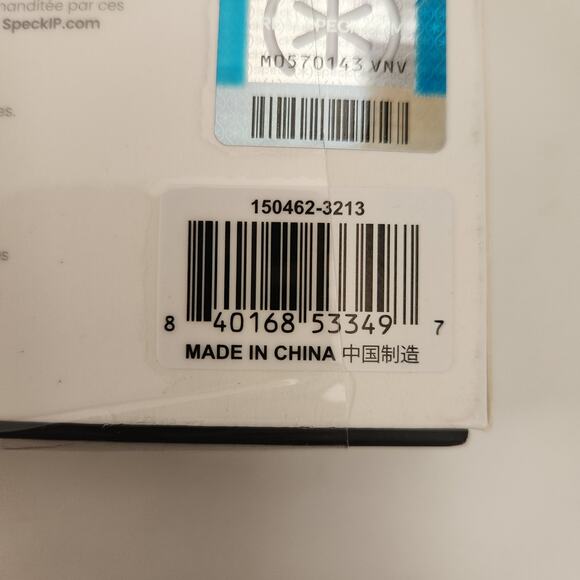 manditée par ces
SpeckIP.com
M0570143 VNV
es.
s
150462-3213
8 40168 53349 7
MADE IN CHINA 中国制造